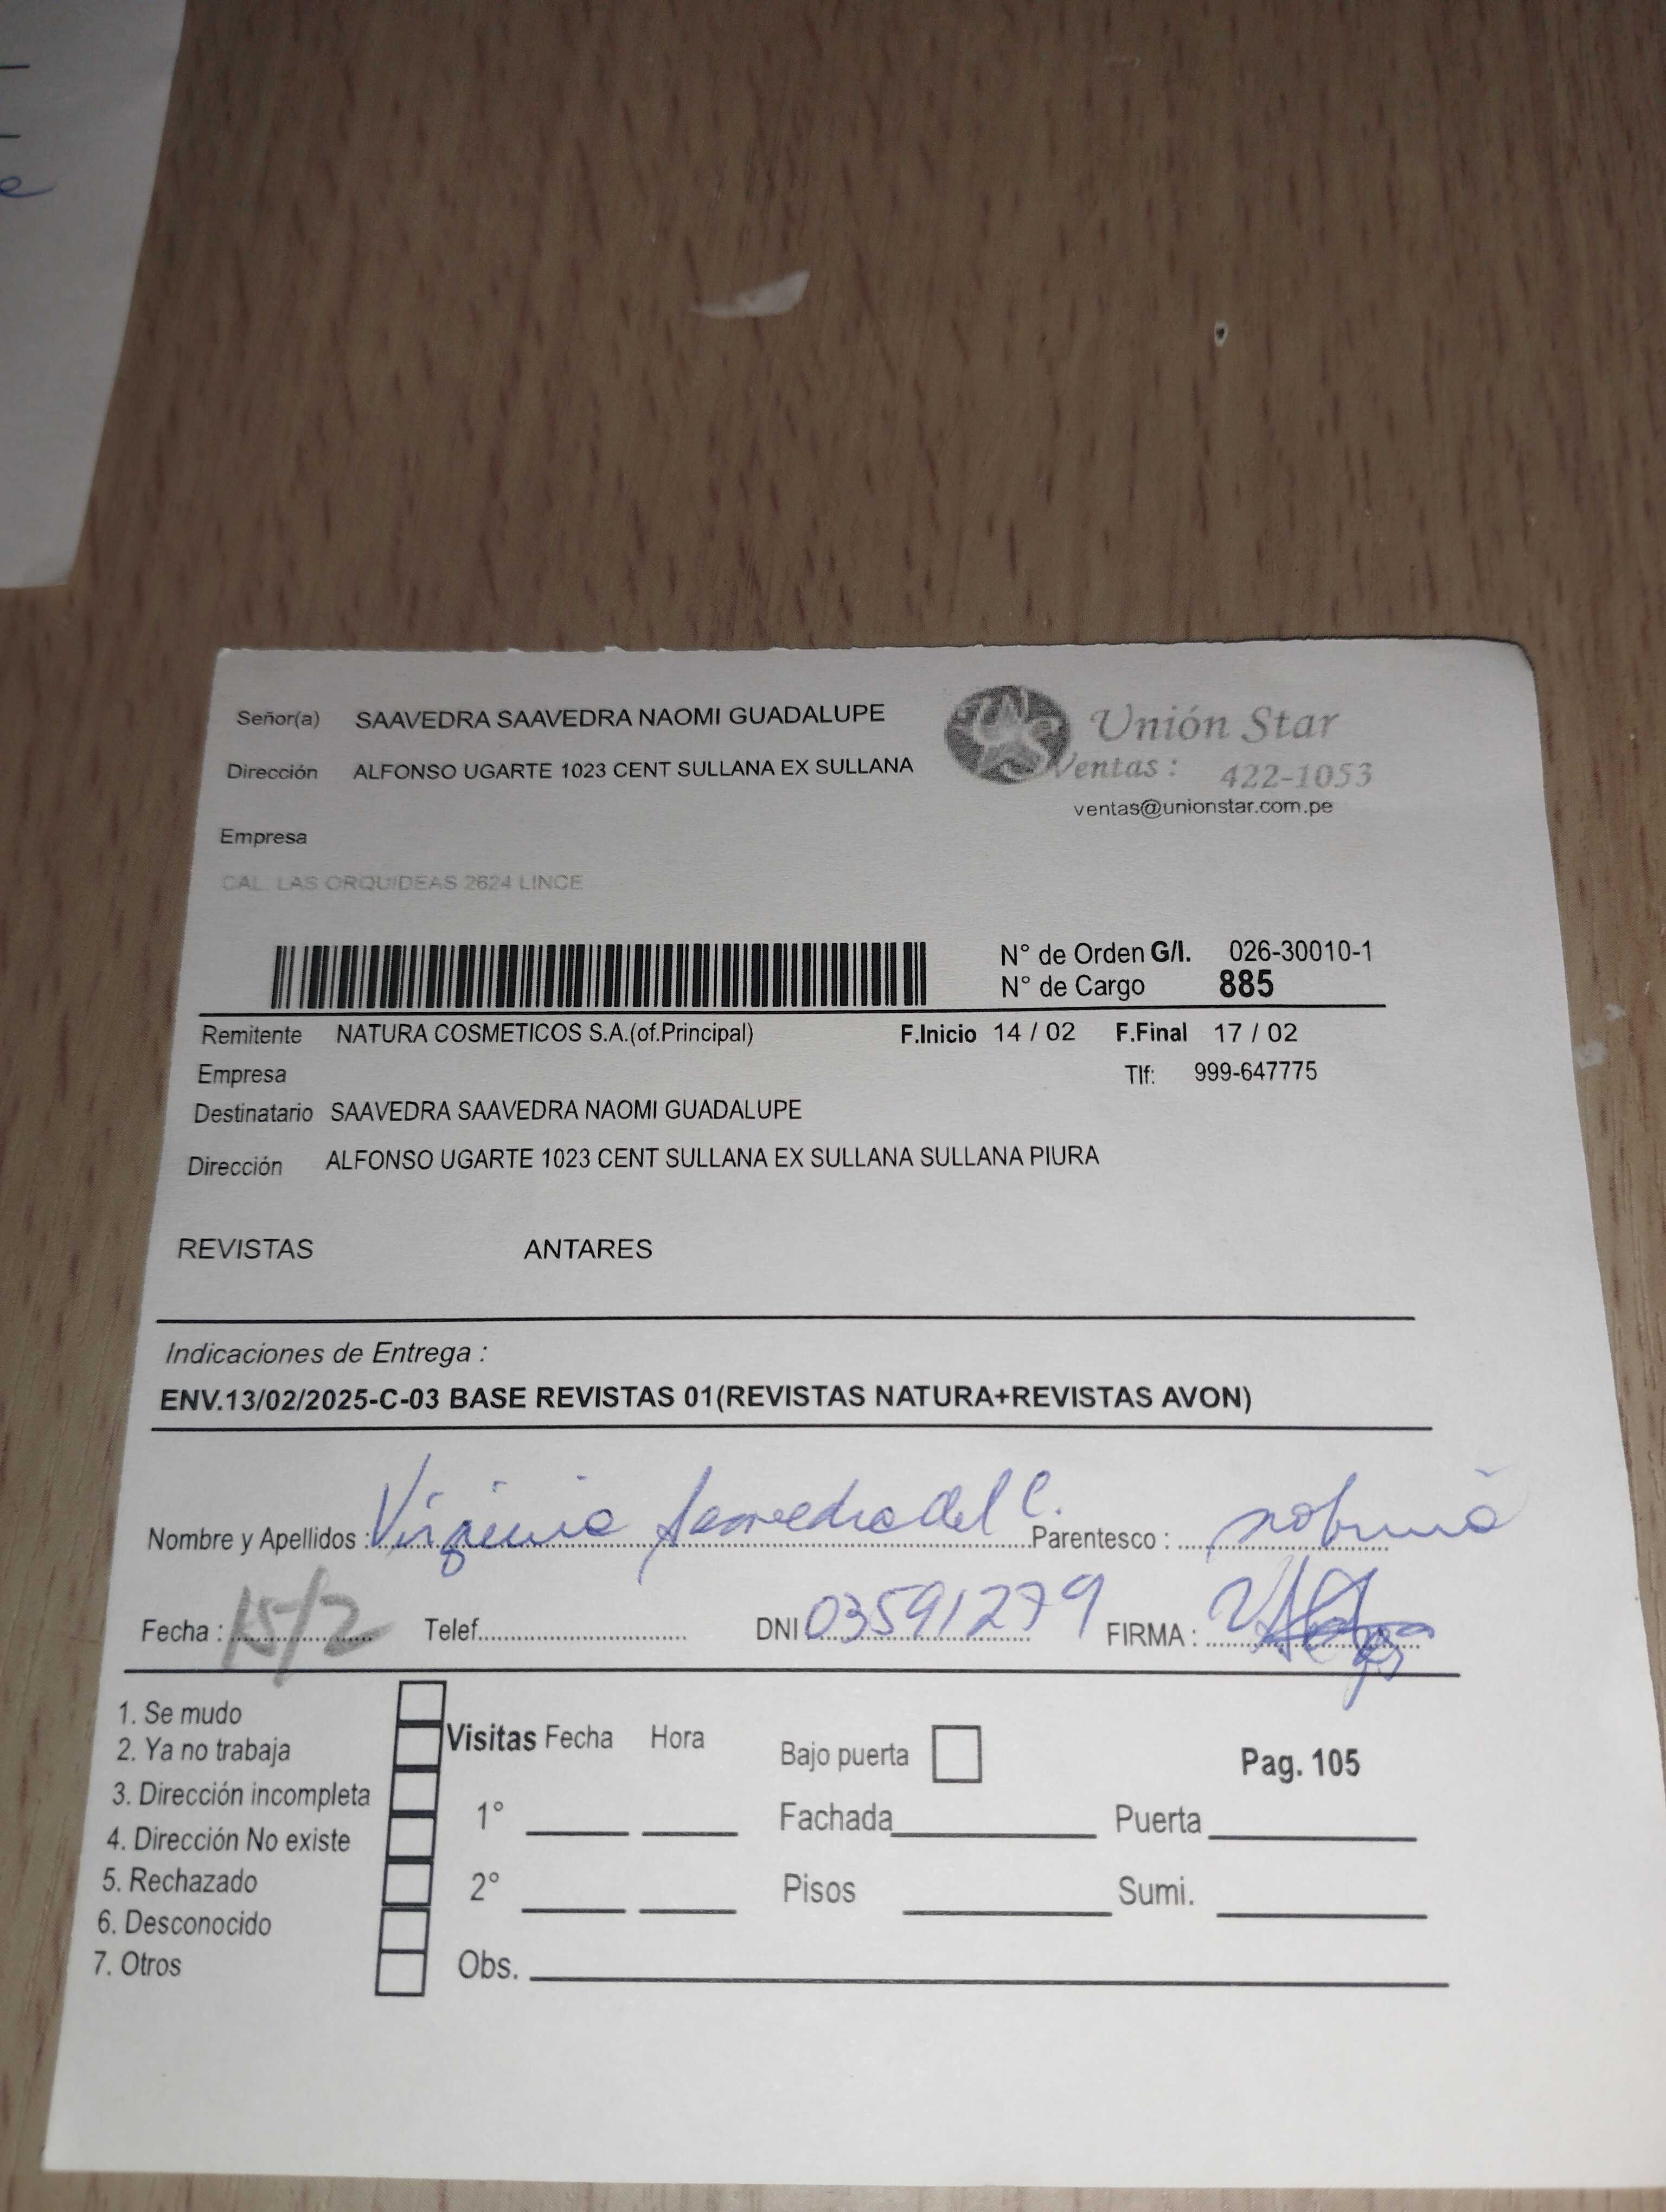 e
Señor(a) SAAVEDRA SAAVEDRA NAOMI GUADALUPE
Unión Star
Dirección ALFONSO UGARTE 1023 CENT SULLANA EX SULLANA
Ventas : 422-1053
ventas@unionstar.com.pe
Empresa
CAL. LAS ORQUIDEAS 2624 LINCE
N° de Orden G/I. 026-30010-1
N° de Cargo 885
Remitente NATURA COSMETICOS S.A.(of.Principal) F.Inicio 14 / 02 F.Final 17 / 02
Empresa Tlf: 999-647775
Destinatario SAAVEDRA SAAVEDRA NAOMI GUADALUPE
Dirección ALFONSO UGARTE 1023 CENT SULLANA EX SULLANA SULLANA PIURA
REVISTAS ANTARES
Indicaciones de Entrega :
ENV.13/02/2025-C-03 BASE REVISTAS 01(REVISTAS NATURA+REVISTAS AVON)
Nombre y Apellidos : Virginia Saavedra del C. Parentesco :
Fecha : 15/2 Telef. DNI 03591279 FIRMA :
1. Se mudo
2. Ya no trabaja
3. Dirección incompleta
4. Dirección No existe
5. Rechazado
6. Desconocido
7. Otros
Visitas Fecha Hora
1°
2°
Obs.
Bajo puerta
Pag. 105
Fachada Puerta
Pisos Sumi.